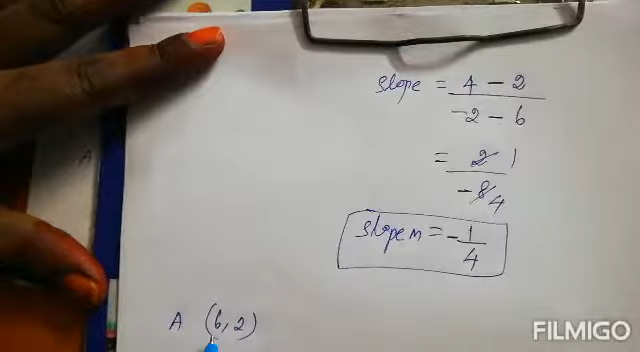 slope = 4 - 2
-2 - 6
= 2 1
-8 4
slope m = - 1
4
A (6, 2)
FILMIGO